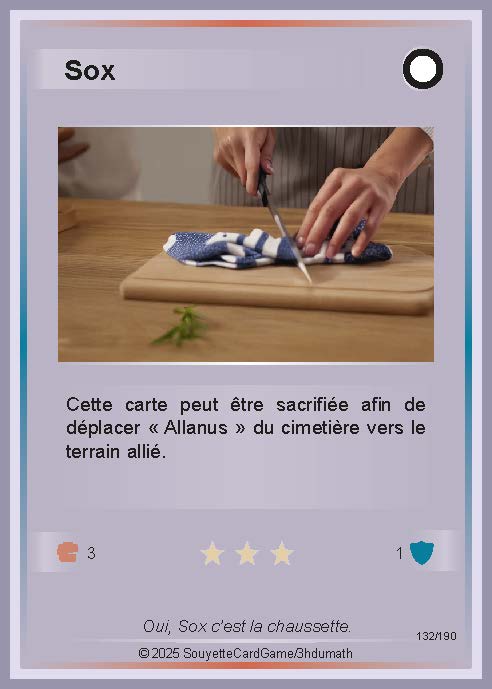 Sox
Cette carte peut être sacrifiée afin de
déplacer « Allanus » du cimetière vers le
terrain allié.
3
1
Oui, Sox c'est la chaussette.
132/190
© 2025 SouyetteCardGame/3hdumath